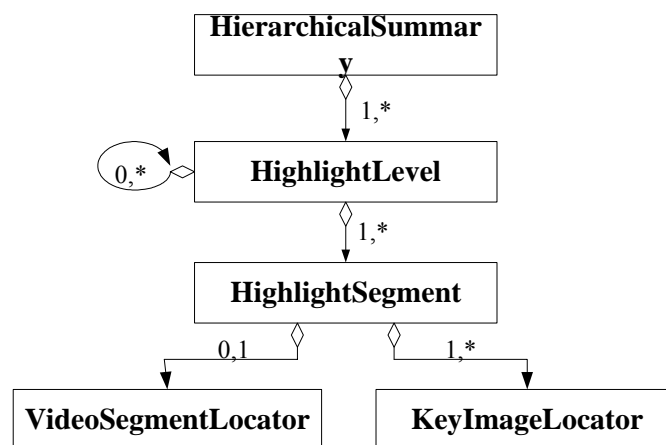 HierarchicalSummar
y
1,*
0,*
HighlightLevel
1,*
HighlightSegment
0,1
1,*
VideoSegmentLocator
KeyImageLocator